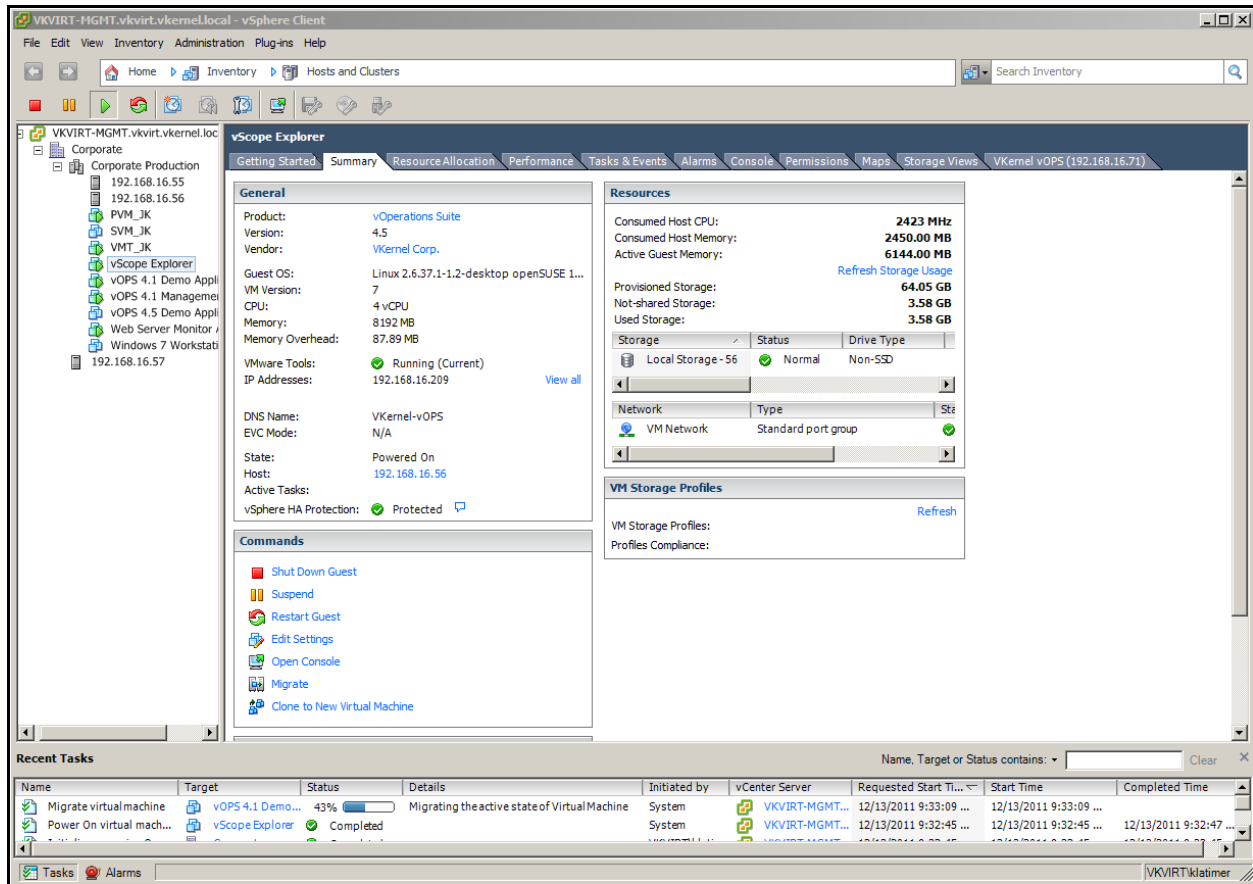 VKVIRT-MGMT.vkvirt.vkernel.local - vSphere Client
File Edit View Inventory Administration Plug-ins Help
Home Inventory Hosts and Clusters
Search Inventory
VKVIRT-MGMT.vkvirt.vkernel.loc
Corporate
Corporate Production
192.168.16.55
192.168.16.56
PVM_JK
SVM_JK
VMT_JK
vScope Explorer
vOPS 4.1 Demo Appli
vOPS 4.1 Managemen
vOPS 4.5 Demo Appli
Web Server Monitor
Windows 7 Workstati
192.168.16.57
vScope Explorer
Getting Started Summary Resource Allocation Performance Tasks & Events Alarms Console Permissions Maps Storage Views VKernel vOPS (192.168.16.71)
General
Product: vOperations Suite
Version: 4.5
Vendor: VKernel Corp.
Guest OS: Linux 2.6.37.1-1.2-desktop openSUSE 1...
VM Version: 7
CPU: 4 vCPU
Memory: 8192 MB
Memory Overhead: 87.89 MB
VMware Tools: Running (Current)
IP Addresses: 192.168.16.209 View all
DNS Name: VKernel-vOPS
EVC Mode: N/A
State: Powered On
Host: 192.168.16.56
Active Tasks:
vSphere HA Protection: Protected
Commands
Shut Down Guest
Suspend
Restart Guest
Edit Settings
Open Console
Migrate
Clone to New Virtual Machine
Resources
Consumed Host CPU: 2423 MHz
Consumed Host Memory: 2450.00 MB
Active Guest Memory: 6144.00 MB
Refresh Storage Usage
Provisioned Storage: 64.05 GB
Not-shared Storage: 3.58 GB
Used Storage: 3.58 GB
Storage Status Drive Type
Local Storage - 56 Normal Non-SSD
Network Type Sta
VM Network Standard port group
VM Storage Profiles
Refresh
VM Storage Profiles:
Profiles Compliance:
Recent Tasks Name, Target or Status contains: Clear
Name Target Status Details Initiated by vCenter Server Requested Start Ti... Start Time Completed Time
Migrate virtual machine vOPS 4.1 Demo... 43% Migrating the active state of Virtual Machine System VKVIRT-MGMT... 12/13/2011 9:33:09 ... 12/13/2011 9:33:09 ...
Power On virtual mach... vScope Explorer Completed System VKVIRT-MGMT... 12/13/2011 9:32:45 ... 12/13/2011 9:32:45 ... 12/13/2011 9:32:47 ...
Tasks Alarms VKVIRT\klatimer